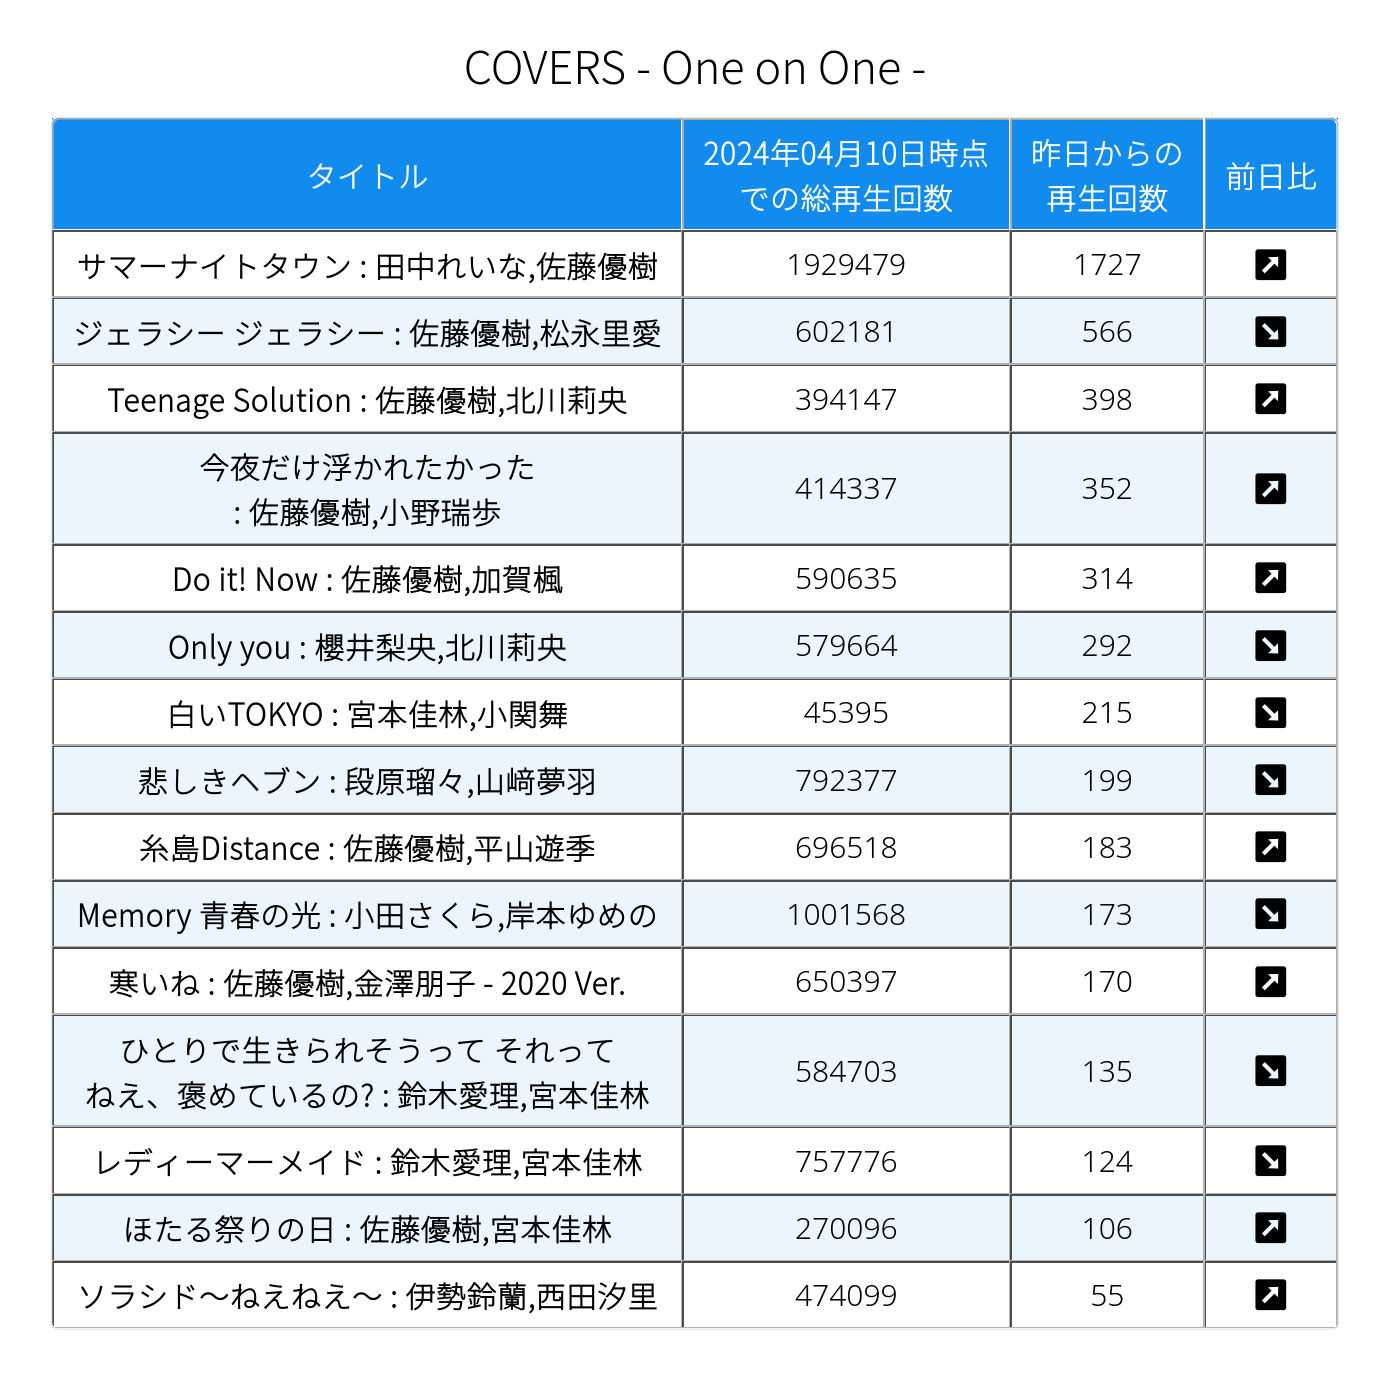 COVERS - One on One -
タイトル
2024年04月10日時点
での総再生回数
昨日からの
再生回数
前日比
サマーナイトタウン : 田中れいな,佐藤優樹
1929479
1727
ジェラシー ジェラシー : 佐藤優樹,松永里愛
602181
566
Teenage Solution : 佐藤優樹,北川莉央
394147
398
今夜だけ浮かれたかった
: 佐藤優樹,小野瑞歩
414337
352
Do it! Now : 佐藤優樹,加賀楓
590635
314
Only you : 櫻井梨央,北川莉央
579664
292
白いTOKYO : 宮本佳林,小関舞
45395
215
悲しきヘブン : 段原瑠々,山﨑夢羽
792377
199
糸島Distance : 佐藤優樹,平山遊季
696518
183
Memory 青春の光 : 小田さくら,岸本ゆめの
1001568
173
寒いね : 佐藤優樹,金澤朋子 - 2020 Ver.
650397
170
ひとりで生きられそうって それって
ねえ、褒めているの? : 鈴木愛理,宮本佳林
584703
135
レディーマーメイド : 鈴木愛理,宮本佳林
757776
124
ほたる祭りの日 : 佐藤優樹,宮本佳林
270096
106
ソラシド～ねえねえ～ : 伊勢鈴蘭,西田汐里
474099
55